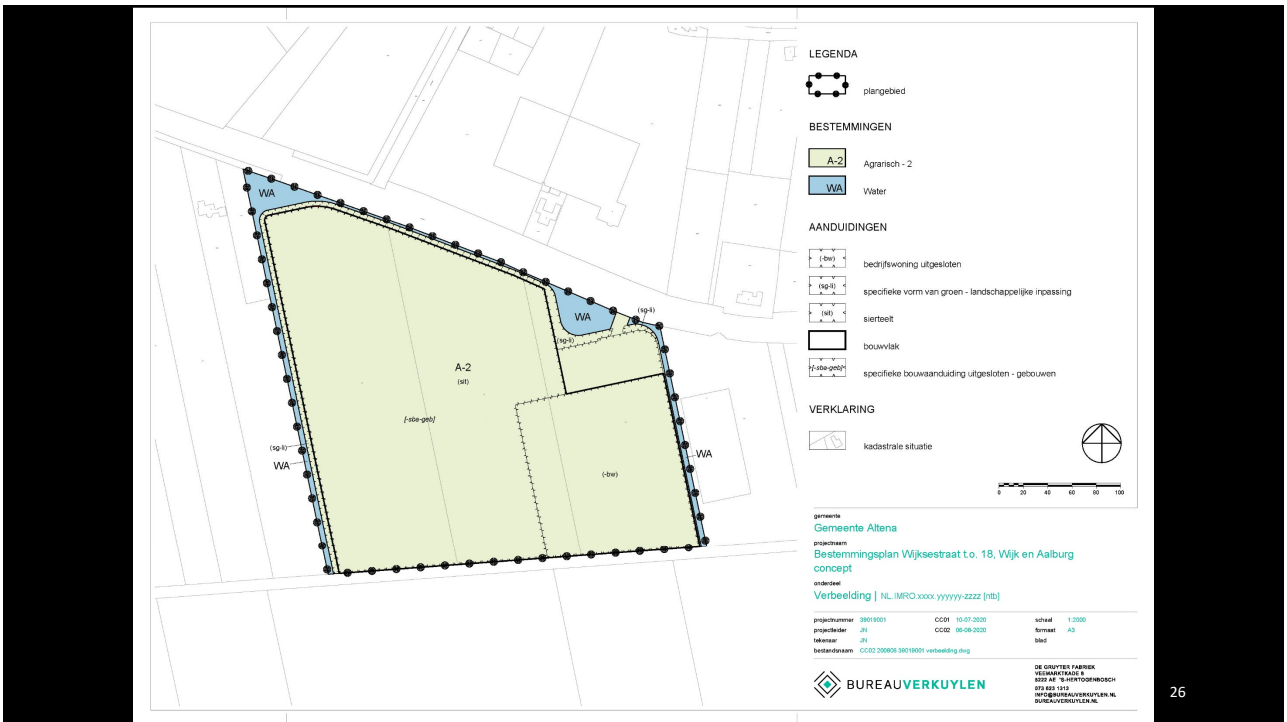 WA
WA
(sg-li)
(sg-li)
A-2
(sit)
[-sba-geb]
(sg-li)
WA
WA
(-bw)
LEGENDA
plangebied
BESTEMMINGEN
A-2 Agrarisch - 2
WA Water
AANDUIDINGEN
(-bw) bedrijfswoning uitgesloten
(sg-li) specifieke vorm van groen - landschappelijke inpassing
(sit) sierteelt
bouwvlak
[-sba-geb] specifieke bouwaanduiding uitgesloten - gebouwen
VERKLARING
kadastrale situatie
0 20 40 60 80 100
gemeente
Gemeente Altena
projectnaam
Bestemmingsplan Wijksestraat t.o. 18, Wijk en Aalburg
concept
onderdeel
Verbeelding | NL.IMRO.xxxx.yyyyyy-zzzz [ntb]
projectnummer 39019001 CC01 10-07-2020 schaal 1:2000
projectleider JN CC02 06-08-2020 formaat A3
tekenaar JN blad
bestandsnaam CC02 200806 39019001 verbeelding.dwg
BUREAUVERKUYLEN
DE GRUYTER FABRIEK
VEEMARKTKADE 8
5222 AE 'S-HERTOGENBOSCH
073 623 1313
INFO@BUREAUVERKUYLEN.NL
BUREAUVERKUYLEN.NL
26